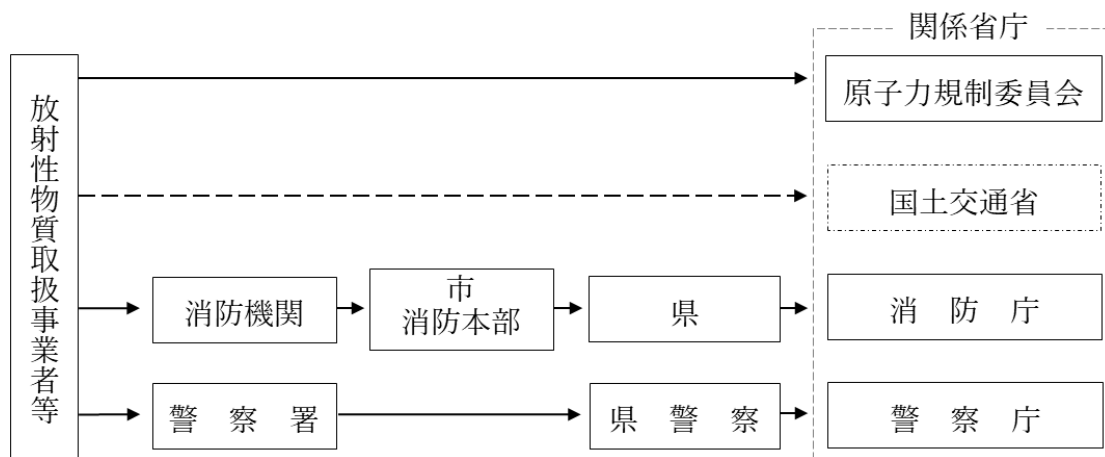 関係省庁
放射性物質取扱事業者等
原子力規制委員会
国土交通省
消防機関
市
消防本部
県
消防庁
警察署
県警察
警察庁